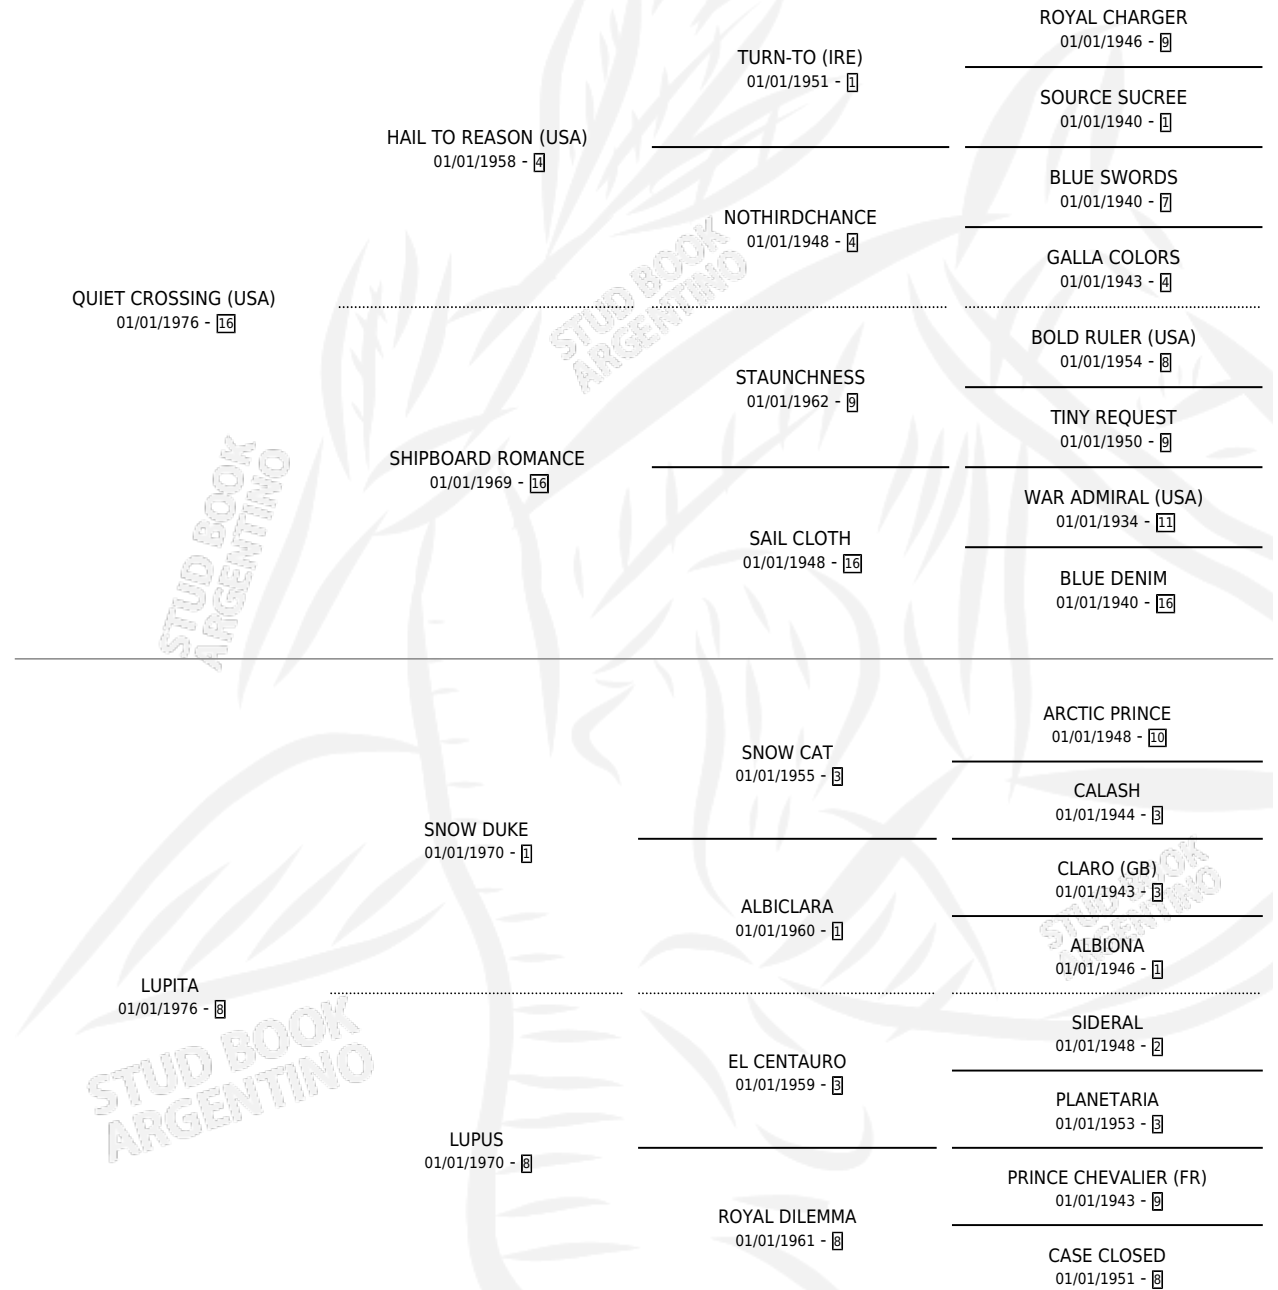 ROYAL CHARGER
01/01/1946 - 9
TURN-TO (IRE)
01/01/1951 - 1
SOURCE SUCREE
01/01/1940 - 1
HAIL TO REASON (USA)
01/01/1958 - 4
BLUE SWORDS
01/01/1940 - 7
NOTHIRDCHANCE
01/01/1948 - 4
GALLA COLORS
01/01/1943 - 4
QUIET CROSSING (USA)
01/01/1976 - 16
BOLD RULER (USA)
01/01/1954 - 8
STAUNCHNESS
01/01/1962 - 9
TINY REQUEST
01/01/1950 - 9
SHIPBOARD ROMANCE
01/01/1969 - 16
WAR ADMIRAL (USA)
01/01/1934 - 11
SAIL CLOTH
01/01/1948 - 16
BLUE DENIM
01/01/1940 - 16
ARCTIC PRINCE
01/01/1948 - 10
SNOW CAT
01/01/1955 - 3
CALASH
01/01/1944 - 3
SNOW DUKE
01/01/1970 - 1
CLARO (GB)
01/01/1943 - 3
ALBICLARA
01/01/1960 - 1
ALBIONA
01/01/1946 - 1
LUPITA
01/01/1976 - 8
SIDERAL
01/01/1948 - 2
EL CENTAURO
01/01/1959 - 3
PLANETARIA
01/01/1953 - 3
LUPUS
01/01/1970 - 8
PRINCE CHEVALIER (FR)
01/01/1943 - 9
ROYAL DILEMMA
01/01/1961 - 8
CASE CLOSED
01/01/1951 - 8
STUD BOOK
ARGENTINO
STUD BOOK
ARGENTINO
STUD BOOK
ARGENTINO
STUD BOOK
ARGENTINO